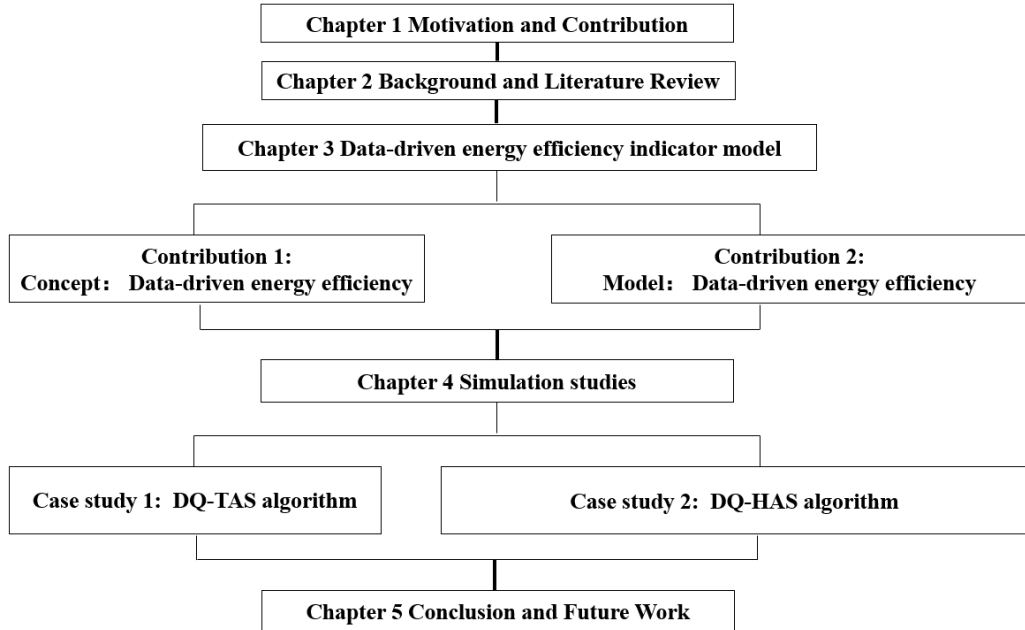 Chapter 1 Motivation and Contribution
Chapter 2 Background and Literature Review
Chapter 3 Data-driven energy efficiency indicator model
Contribution 1:
Concept： Data-driven energy efficiency
Contribution 2:
Model： Data-driven energy efficiency
Chapter 4 Simulation studies
Case study 1: DQ-TAS algorithm
Case study 2: DQ-HAS algorithm
Chapter 5 Conclusion and Future Work